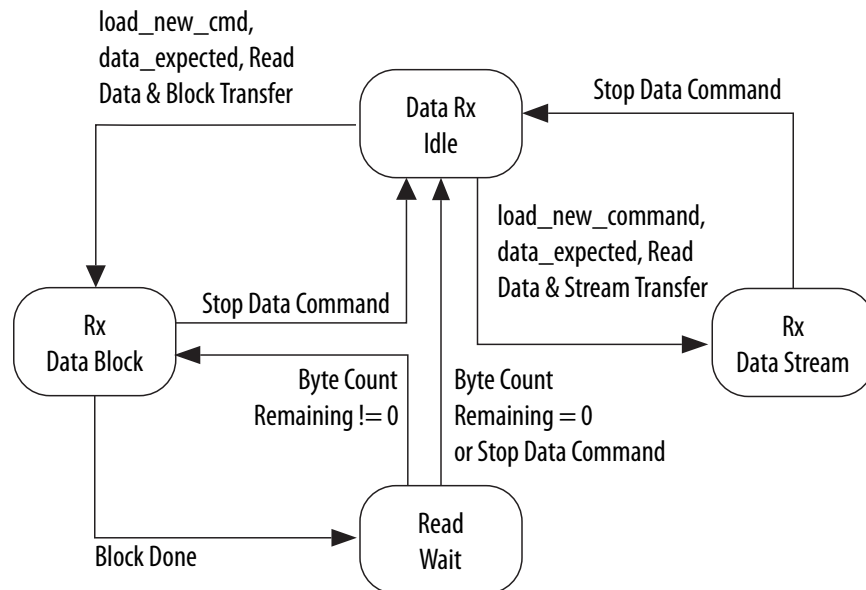 load_new_cmd,
data_expected, Read
Data & Block Transfer
Data Rx
Idle
Stop Data Command
load_new_command,
data_expected, Read
Data & Stream Transfer
Rx
Data Block
Stop Data Command
Rx
Data Stream
Byte Count
Remaining != 0
Byte Count
Remaining = 0
or Stop Data Command
Read
Wait
Block Done